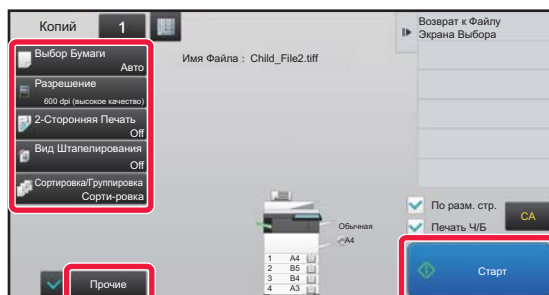 Копий 1
Выбор Бумаги
Авто
Разрешение
600 dpi (высокое качество)
2-Сторонняя Печать
Off
Вид Штапелирования
Off
Сортировка/Группировка
Сорти-ровка
Прочие
Имя Файла : Child_File2.tiff
Обычная
A4
1 A4
2 B5
3 B4
4 A3
Возврат к Файлу
Экрана Выбора
По разм. стр.
Печать Ч/Б
CA
Старт